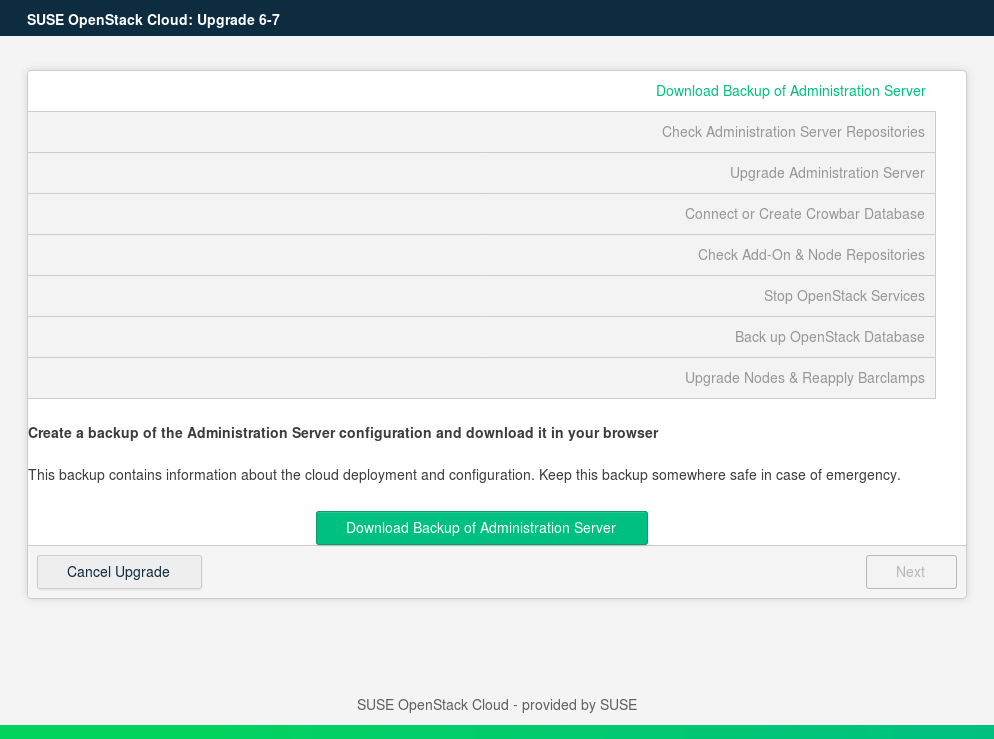 SUSE OpenStack Cloud: Upgrade 6-7
Download Backup of Administration Server
Check Administration Server Repositories
Upgrade Administration Server
Connect or Create Crowbar Database
Check Add-On & Node Repositories
Stop OpenStack Services
Back up OpenStack Database
Upgrade Nodes & Reapply Barclamps
Create a backup of the Administration Server configuration and download it in your browser
This backup contains information about the cloud deployment and configuration. Keep this backup somewhere safe in case of emergency.
Download Backup of Administration Server
Cancel Upgrade
Next
SUSE OpenStack Cloud - provided by SUSE